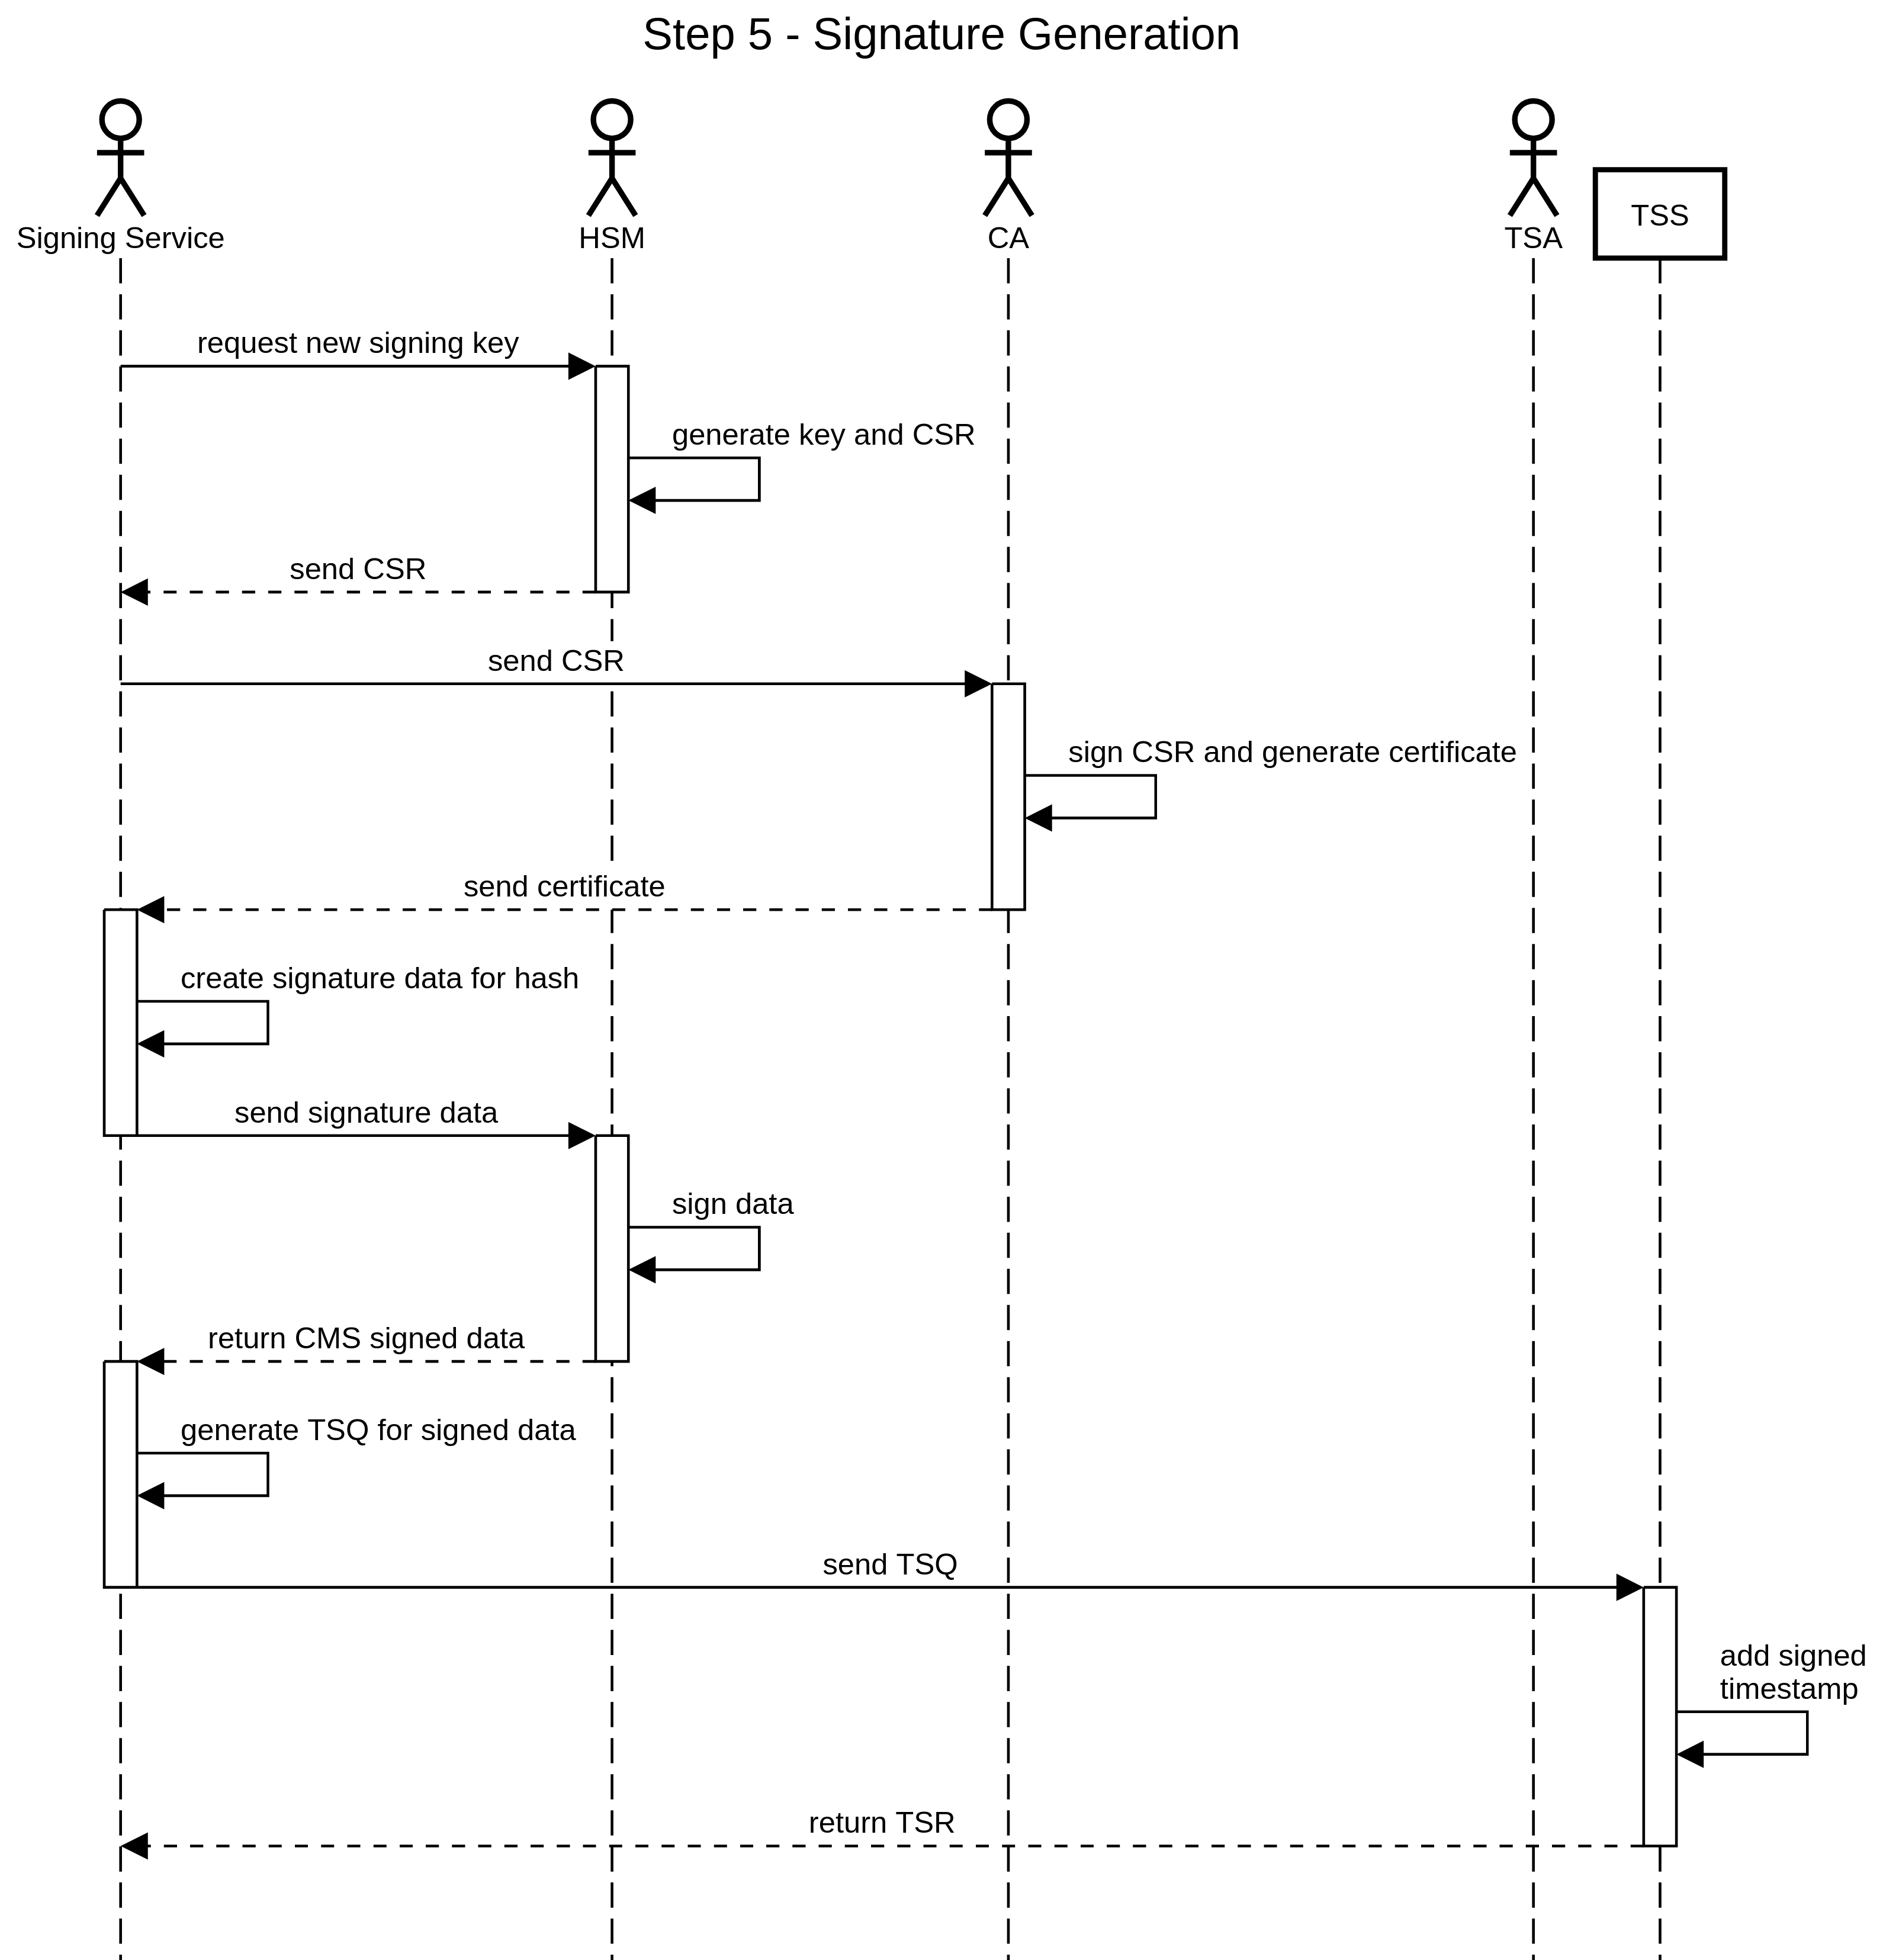 Step 5 - Signature Generation
Signing Service
HSM
CA
TSA
TSS
request new signing key
generate key and CSR
send CSR
send CSR
sign CSR and generate certificate
send certificate
create signature data for hash
send signature data
sign data
return CMS signed data
generate TSQ for signed data
send TSQ
add signed
timestamp
return TSR